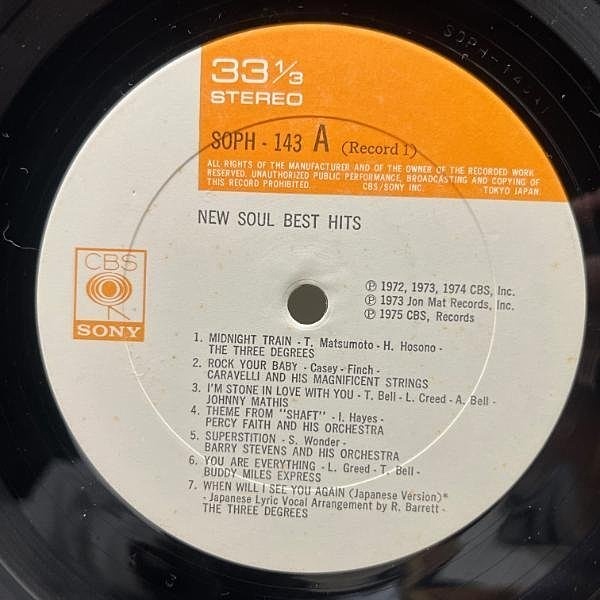 SOPH-143A1
33 1/3
STEREO
SOPH - 143 A (Record 1)
ALL RIGHTS OF THE MANUFACTURER AND OF THE OWNER OF THE RECORDED WORK
RESERVED. UNAUTHORIZED PUBLIC PERFORMANCE, BROADCASTING AND COPYING OF
THIS RECORD PROHIBITED. CBS/SONY INC. TOKYO JAPAN.
NEW SOUL BEST HITS
CBS
SONY
℗ 1972, 1973, 1974 CBS, Inc.
℗ 1973 Jon Mat Records, Inc.
℗ 1975 CBS, Records
1. MIDNIGHT TRAIN - T. Matsumoto - H. Hosono -
THE THREE DEGREES
2. ROCK YOUR BABY - Casey - Finch -
CARAVELLI AND HIS MAGNIFICENT STRINGS
3. I'M STONE IN LOVE WITH YOU - T. Bell - L. Creed - A. Bell -
JOHNNY MATHIS
4. THEME FROM "SHAFT" - I. Hayes -
PERCY FAITH AND HIS ORCHESTRA
5. SUPERSTITION - S. Wonder -
BARRY STEVENS AND HIS ORCHESTRA
6. YOU ARE EVERYTHING - L. Greed - T. Bell -
BUDDY MILES EXPRESS
7. WHEN WILL I SEE YOU AGAIN (Japanese Version)*
- Japanese Lyric Vocal Arrangement by R. Barrett -
THE THREE DEGREES